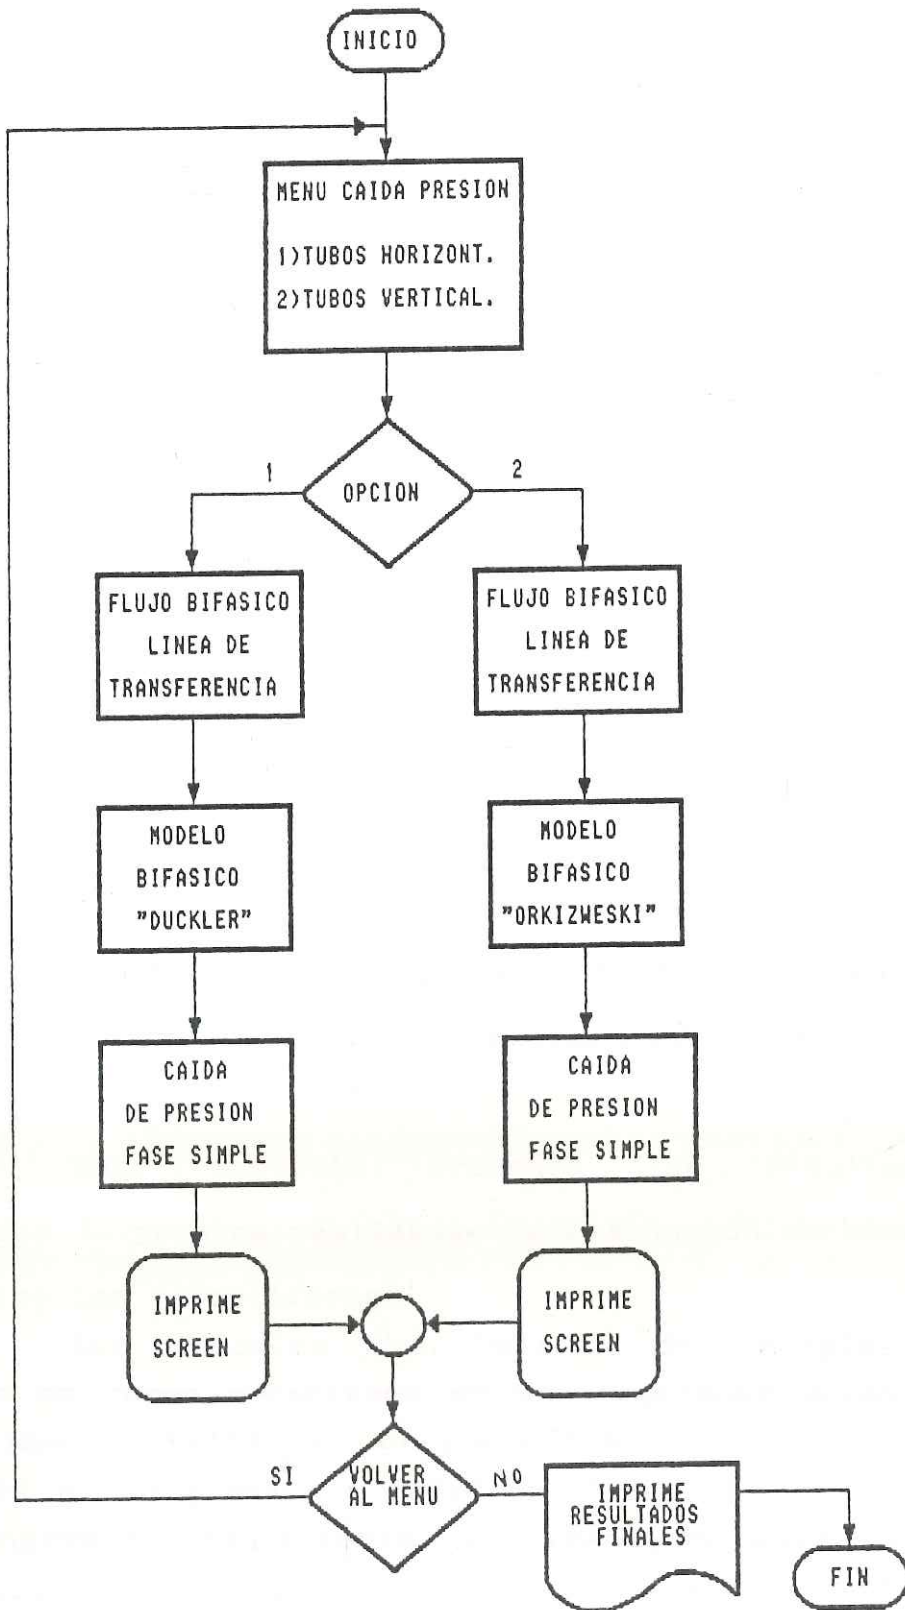 INICIO
MENU CAIDA PRESION
1)TUBOS HORIZONT.
2)TUBOS VERTICAL.
OPCION
1
2
FLUJO BIFASICO
LINEA DE
TRANSFERENCIA
FLUJO BIFASICO
LINEA DE
TRANSFERENCIA
MODELO
BIFASICO
"DUCKLER"
MODELO
BIFASICO
"ORKIZWESKI"
CAIDA
DE PRESION
FASE SIMPLE
CAIDA
DE PRESION
FASE SIMPLE
IMPRIME
SCREEN
IMPRIME
SCREEN
VOLVER
AL MENU
SI
NO
IMPRIME
RESULTADOS
FINALES
FIN